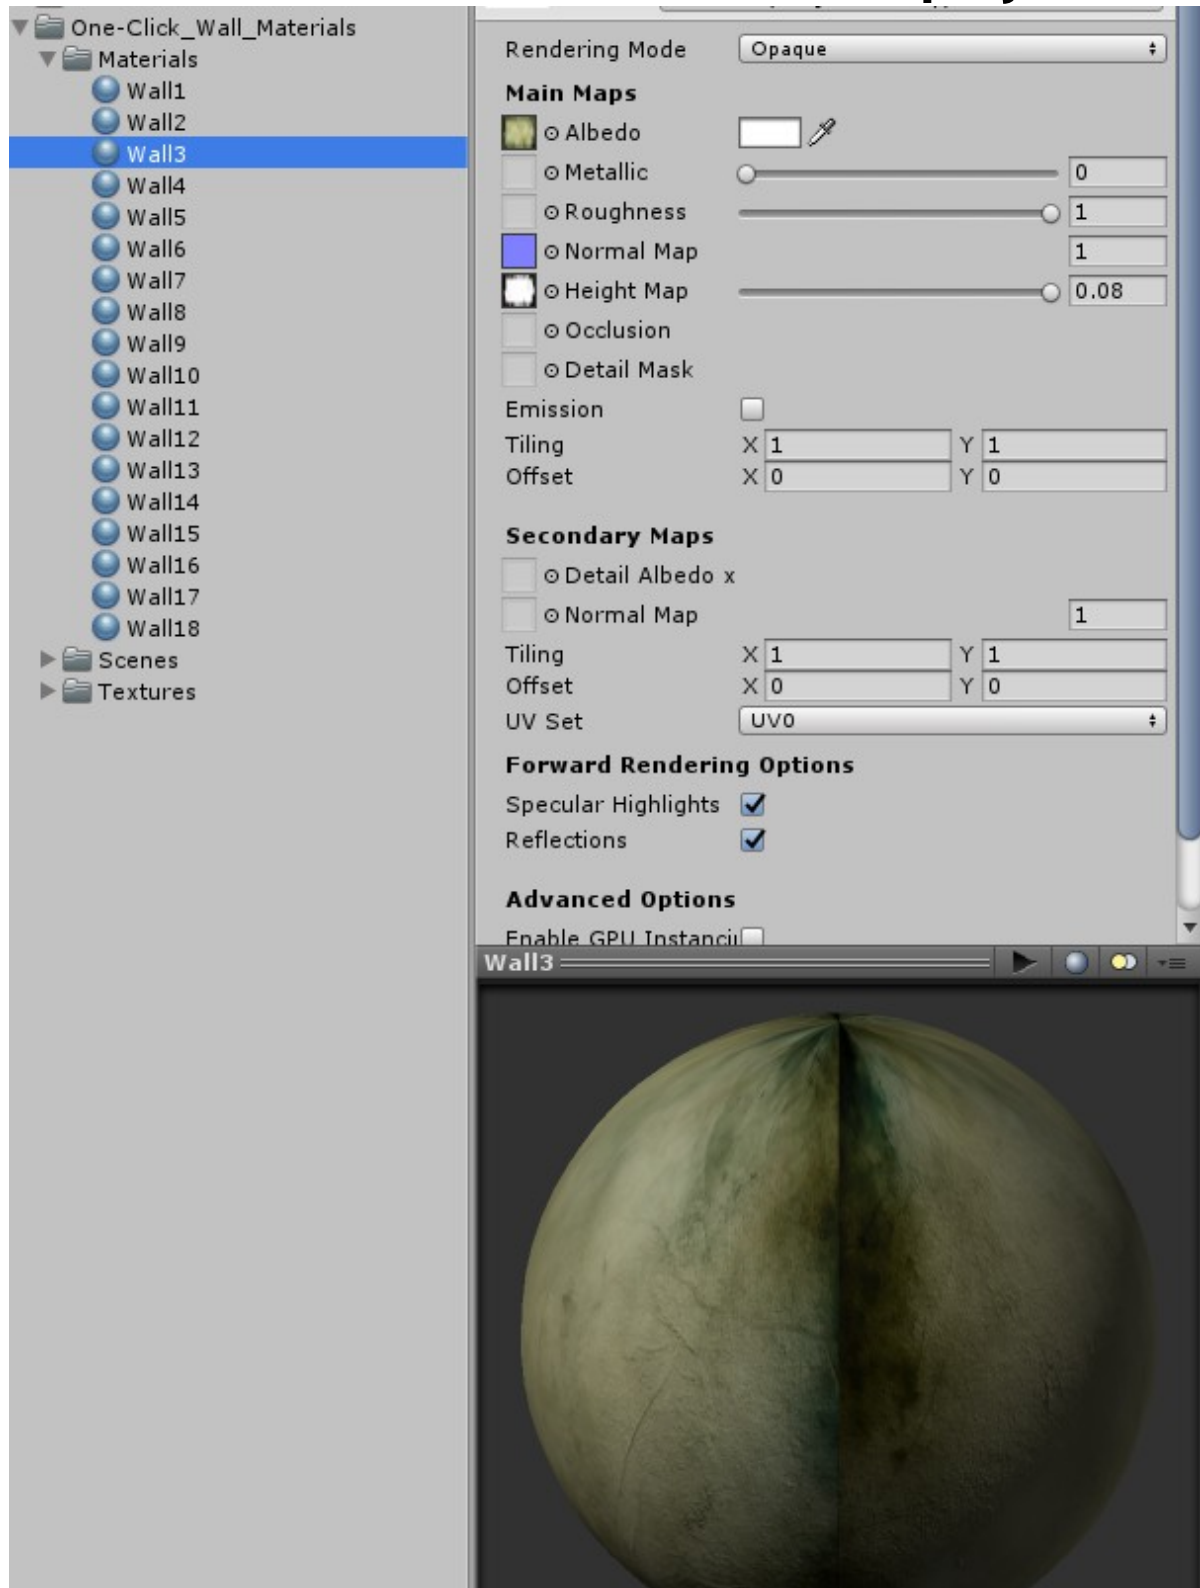 One-Click_Wall_Materials
Materials
Wall1
Wall2
Wall3
Wall4
Wall5
Wall6
Wall7
Wall8
Wall9
Wall10
Wall11
Wall12
Wall13
Wall14
Wall15
Wall16
Wall17
Wall18
Scenes
Textures
Rendering Mode Opaque
Main Maps
Albedo
Metallic 0
Roughness 1
Normal Map 1
Height Map 0.08
Occlusion
Detail Mask
Emission
Tiling X 1 Y 1
Offset X 0 Y 0
Secondary Maps
Detail Albedo x
Normal Map 1
Tiling X 1 Y 1
Offset X 0 Y 0
UV Set UV0
Forward Rendering Options
Specular Highlights
Reflections
Advanced Options
Enable GPU Instancii
Wall3